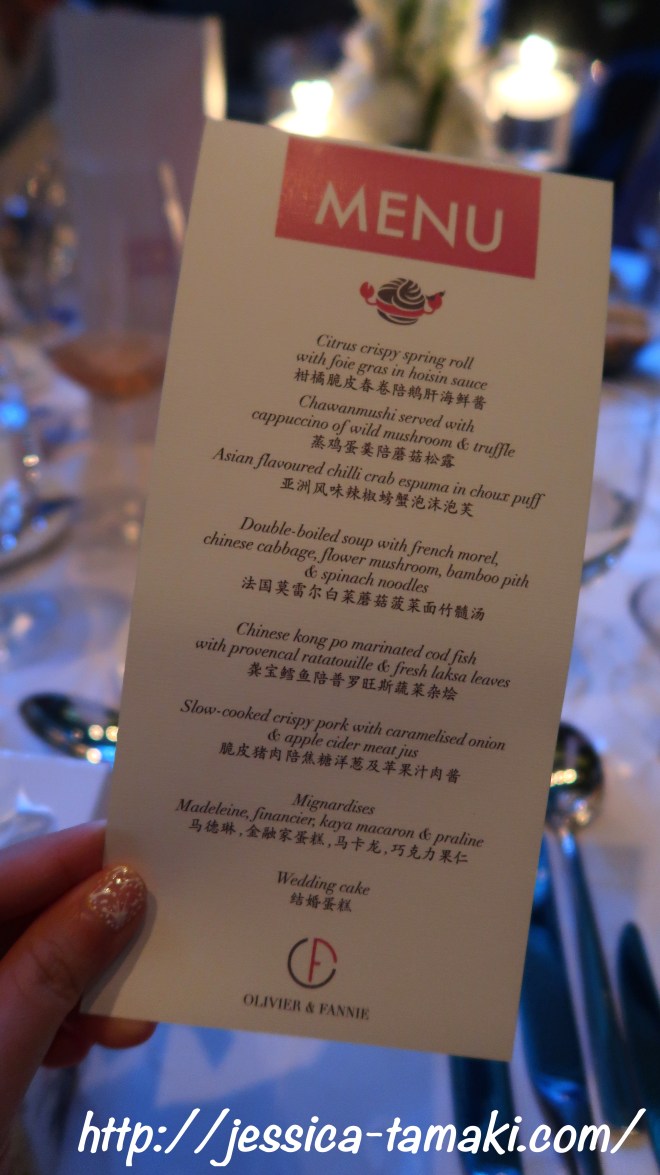 MENU
Citrus crispy spring roll
with foie gras in hoisin sauce
柑橘脆皮春卷陪鹅肝海鲜酱
Chawanmushi served with
cappuccino of wild mushroom & truffle
蒸鸡蛋羹陪蘑菇松露
Asian flavoured chilli crab espuma in choux puff
亚洲风味辣椒螃蟹泡沫泡芙
Double-boiled soup with french morel,
chinese cabbage, flower mushroom, bamboo pith
& spinach noodles
法国莫雷尔白菜蘑菇菠菜面竹髓汤
Chinese kong po marinated cod fish
with provencal ratatouille & fresh laksa leaves
龚宝鳕鱼陪普罗旺斯蔬菜杂烩
Slow-cooked crispy pork with caramelised onion
& apple cider meat jus
脆皮猪肉陪焦糖洋葱及苹果汁肉酱
Mignardises
Madeleine, financier, kaya macaron & praline
马德琳,金融家蛋糕,马卡龙,巧克力果仁
Wedding cake
结婚蛋糕
OLIVIER & FANNIE
http://jessica-tamaki.com/